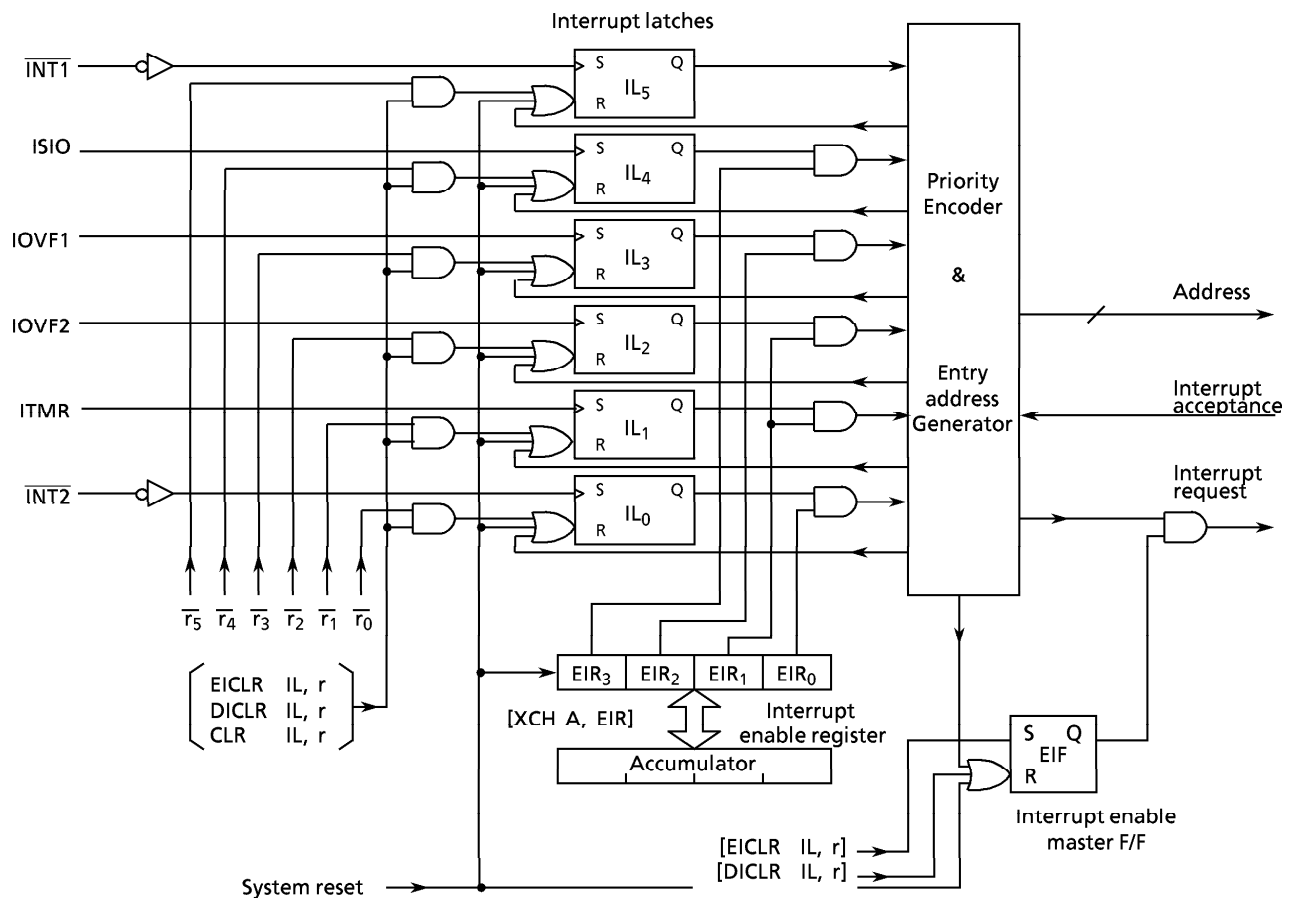 Interrupt latches
INT1
S Q
IL5
R
ISIO
S Q
IL4
R
Priority
Encoder
IOVF1
S Q
IL3
R
&
Address
IOVF2
S Q
IL2
R
Entry
address
Generator
Interrupt
acceptance
ITMR
S Q
IL1
R
INT2
S Q
IL0
R
Interrupt
request
r5 r4 r3 r2 r1 r0
EIR3 EIR2 EIR1 EIR0
EICLR IL, r
DICLR IL, r
CLR IL, r
[XCH A, EIR]
Interrupt
enable register
Accumulator
S Q
EIF
R
Interrupt enable
master F/F
[EICLR IL, r]
[DICLR IL, r]
System reset